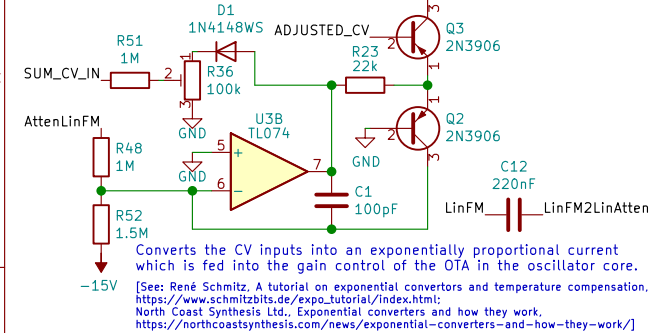 D1
1N4148WS
3
ADJUSTED_CV
2
Q3
2N3906
R51
1M
SUM_CV_IN
2
1
R36
100k
3
GND
R23
22k
1
1
AttenLinFM
U3B
TL074
Q2
2N3906
2
GND
3
R48
1M
5
+
GND
7
6
-
C1
100pF
C12
220nF
LinFM
LinFM2LinAtten
R52
1.5M
-15V
Converts the CV inputs into an exponentially proportional current
which is fed into the gain control of the OTA in the oscillator core.
[See: René Schmitz, A tutorial on exponential convertors and temperature compensation,
https://www.schmitzbits.de/expo_tutorial/index.html;
North Coast Synthesis Ltd., Exponential converters and how they work,
https://northcoastsynthesis.com/news/exponential-converters-and-how-they-work/]